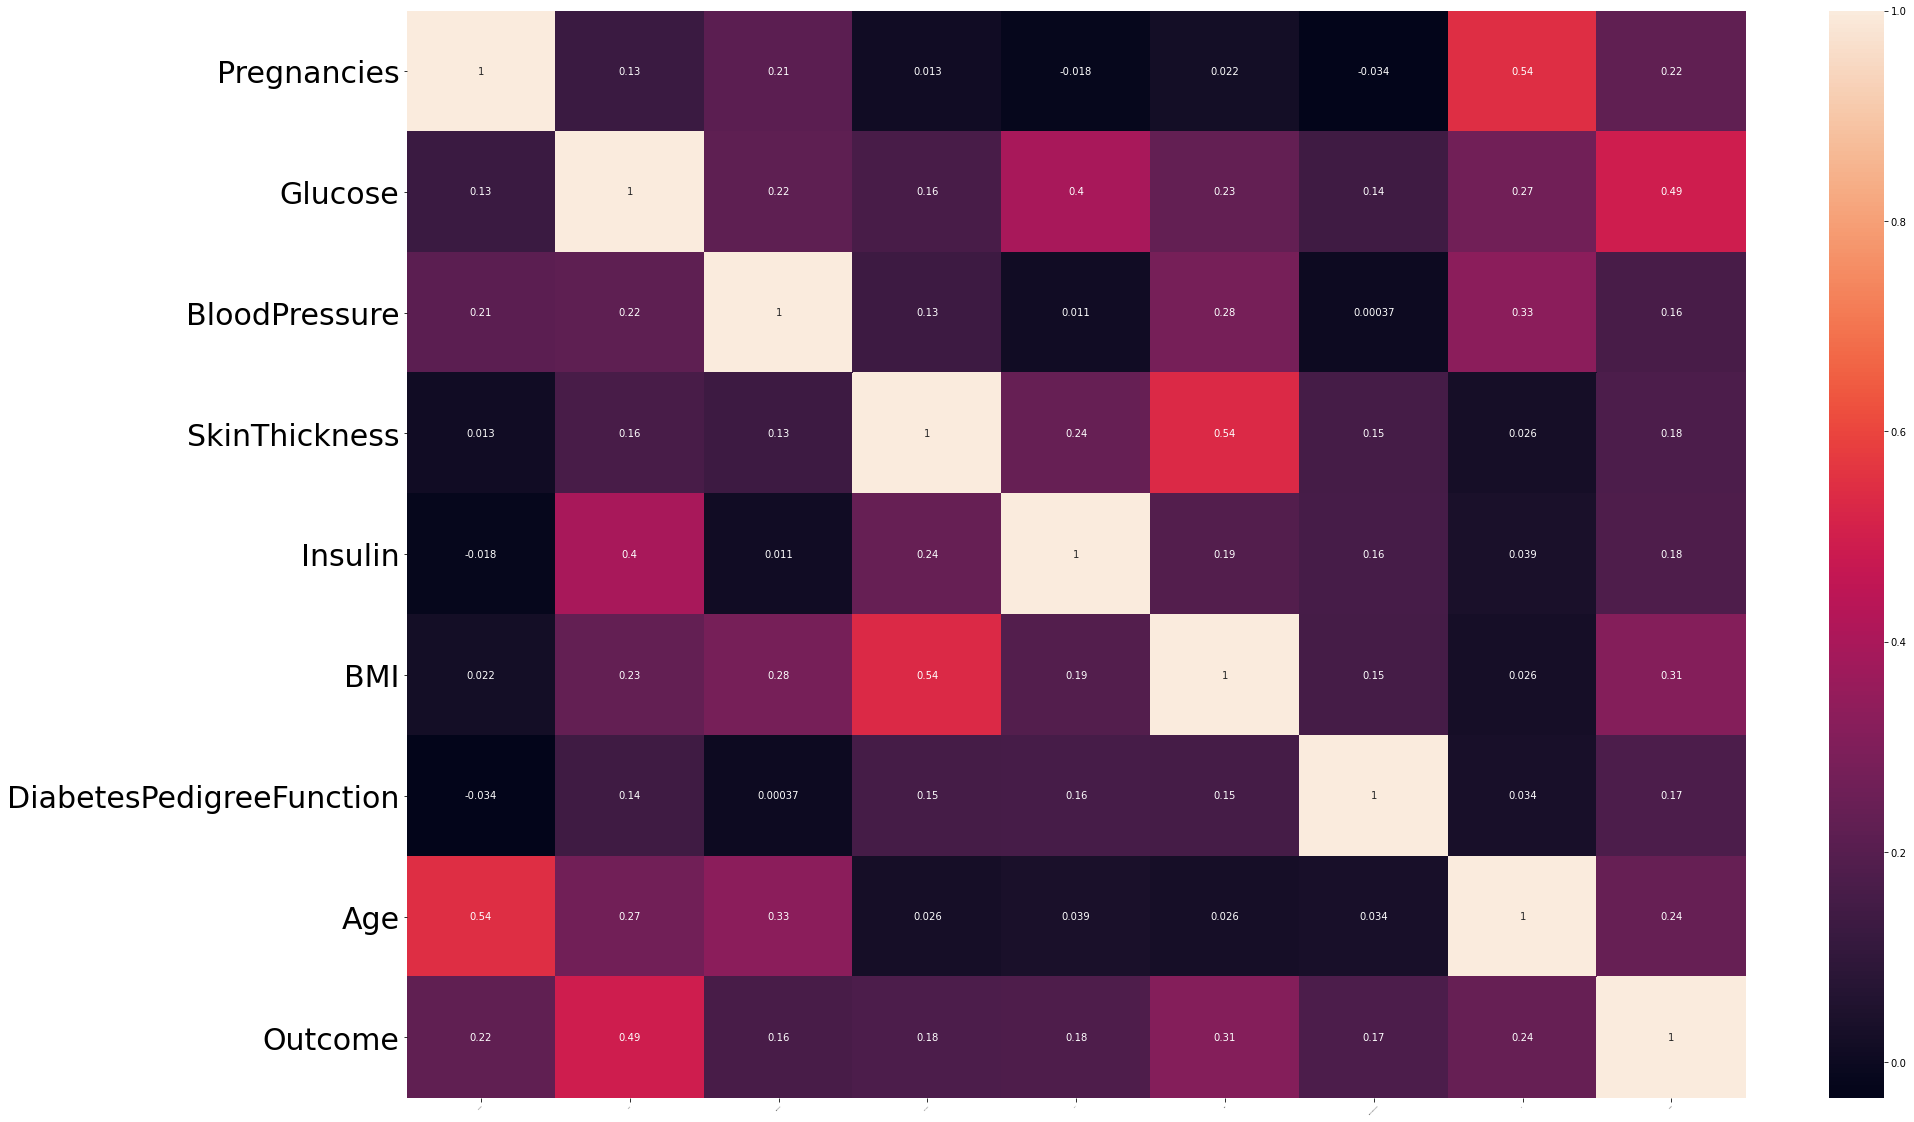 Pregnancies 1 0.13 0.21 0.013 -0.018 0.022 -0.034 0.54 0.22
Glucose 0.13 1 0.22 0.16 0.4 0.23 0.14 0.27 0.49
BloodPressure 0.21 0.22 1 0.13 0.011 0.28 0.00037 0.33 0.16
SkinThickness 0.013 0.16 0.13 1 0.24 0.54 0.15 0.026 0.18
Insulin -0.018 0.4 0.011 0.24 1 0.19 0.16 0.039 0.18
BMI 0.022 0.23 0.28 0.54 0.19 1 0.15 0.026 0.31
DiabetesPedigreeFunction -0.034 0.14 0.00037 0.15 0.16 0.15 1 0.034 0.17
Age 0.54 0.27 0.33 0.026 0.039 0.026 0.034 1 0.24
Outcome 0.22 0.49 0.16 0.18 0.18 0.31 0.17 0.24 1
1.0
0.8
0.6
0.4
0.2
0.0